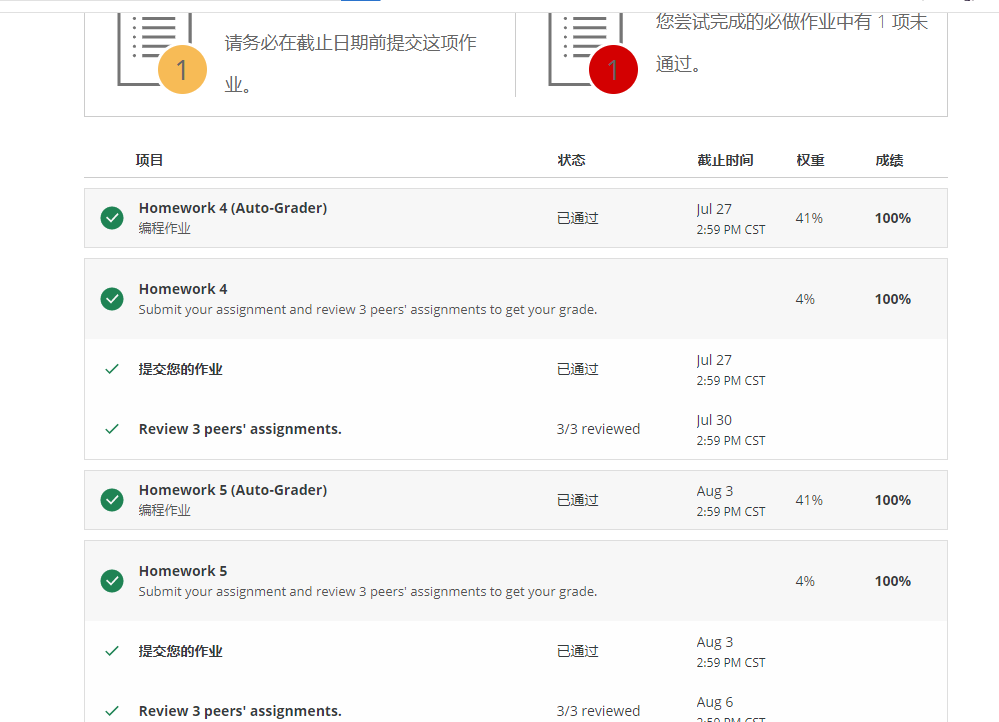 请务必在截止日期前提交这项作
业。
1
您尝试完成的必做作业中有 1 项未
通过。
1
项目 状态 截止时间 权重 成绩
Homework 4 (Auto-Grader)
编程作业
已通过
Jul 27
2:59 PM CST
41%
100%
Homework 4
Submit your assignment and review 3 peers' assignments to get your grade.
4%
100%
提交您的作业
已通过
Jul 27
2:59 PM CST
Review 3 peers' assignments.
3/3 reviewed
Jul 30
2:59 PM CST
Homework 5 (Auto-Grader)
编程作业
已通过
Aug 3
2:59 PM CST
41%
100%
Homework 5
Submit your assignment and review 3 peers' assignments to get your grade.
4%
100%
提交您的作业
已通过
Aug 3
2:59 PM CST
Review 3 peers' assignments.
3/3 reviewed
Aug 6
2:59 PM CST